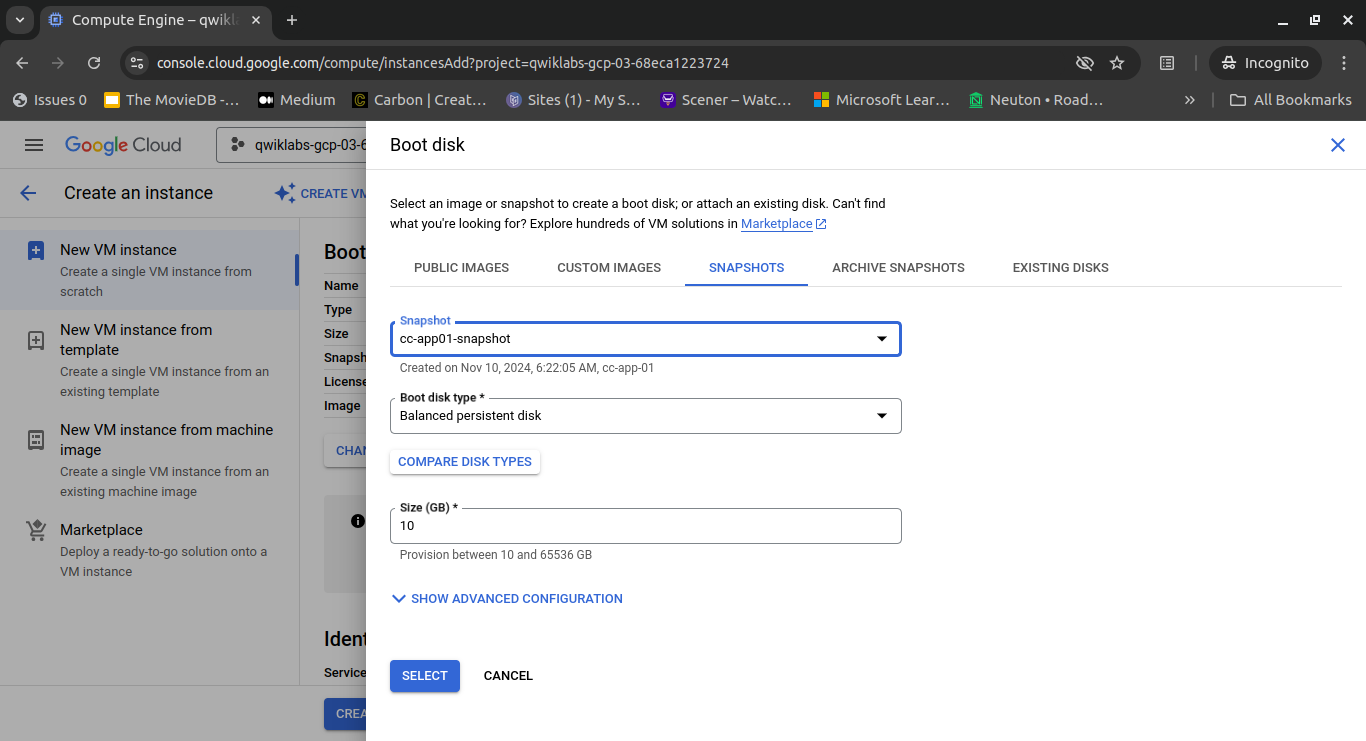 Compute Engine – qwikla
console.cloud.google.com/compute/instancesAdd?project=qwiklabs-gcp-03-68eca1223724
Incognito
Issues 0
The MovieDB -...
Medium
Carbon | Creat...
Sites (1) - My S...
Scener – Watc...
Microsoft Lear...
Neuton • Road...
All Bookmarks
Google Cloud
qwiklabs-gcp-03-6
Create an instance
CREATE VM
New VM instance
Create a single VM instance from
scratch
New VM instance from
template
Create a single VM instance from an
existing template
New VM instance from machine
image
Create a single VM instance from an
existing machine image
Marketplace
Deploy a ready-to-go solution onto a
VM instance
Boot
Name
Type
Size
Snapsh
License
Image
CHAN
Ident
Service
CREA
Boot disk
Select an image or snapshot to create a boot disk; or attach an existing disk. Can't find
what you're looking for? Explore hundreds of VM solutions in Marketplace
PUBLIC IMAGES
CUSTOM IMAGES
SNAPSHOTS
ARCHIVE SNAPSHOTS
EXISTING DISKS
Snapshot
cc-app01-snapshot
Created on Nov 10, 2024, 6:22:05 AM, cc-app-01
Boot disk type *
Balanced persistent disk
COMPARE DISK TYPES
Size (GB) *
10
Provision between 10 and 65536 GB
SHOW ADVANCED CONFIGURATION
SELECT
CANCEL